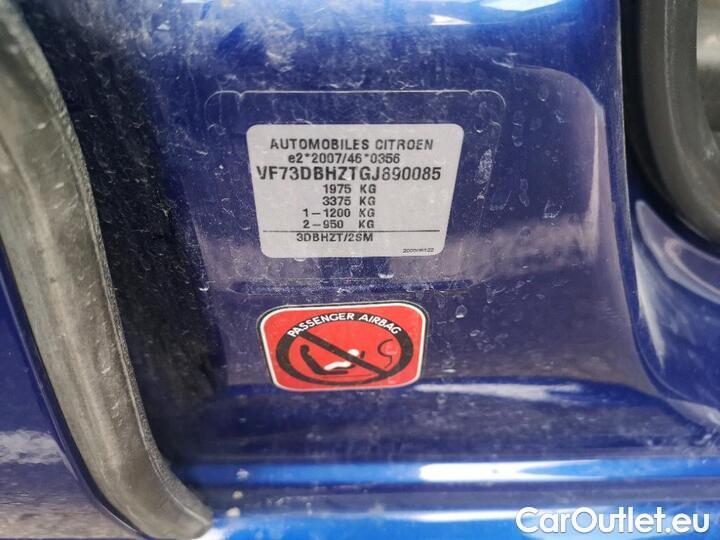 AUTOMOBILES CITROEN
e2*2007/46*0356
VF73DBHZTGJ890085
1975 KG
3375 KG
1-1200 KG
2-950 KG
3DBHZT/2SM
PASSENGER AIRBAG
CarOutlet.eu